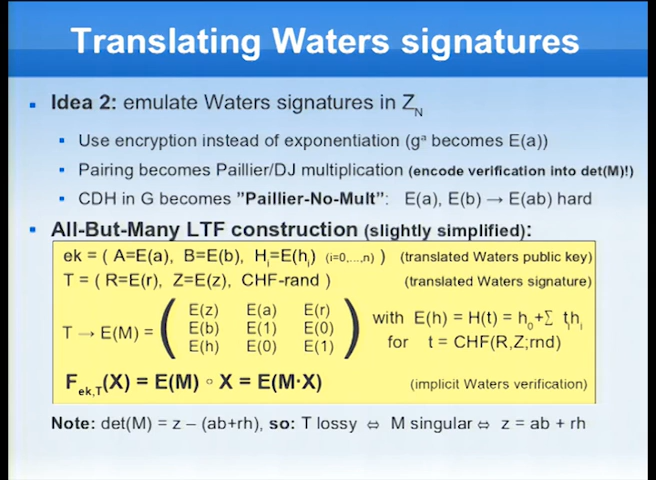 Translating Waters signatures
Idea 2: emulate Waters signatures in Z_N
Use encryption instead of exponentiation (gᵃ becomes E(a))
Pairing becomes Paillier/DJ multiplication (encode verification into det(M)!)
CDH in G becomes "Paillier-No-Mult": E(a), E(b) → E(ab) hard
All-But-Many LTF construction (slightly simplified):
ek = ( A=E(a), B=E(b), H_i=E(h_i) (i=0,...,n) ) (translated Waters public key)
T = ( R=E(r), Z=E(z), CHF-rand ) (translated Waters signature)
E(z) E(a) E(r)
T → E(M) = ( E(b) E(1) E(0) ) with E(h) = H(t) = h_0+Σ t_ih_i
E(h) E(0) E(1) for t = CHF(R,Z;rnd)
F_ek,T(X) = E(M) ∘ X = E(M·X) (implicit Waters verification)
Note: det(M) = z – (ab+rh), so: T lossy ⇔ M singular ⇔ z = ab + rh